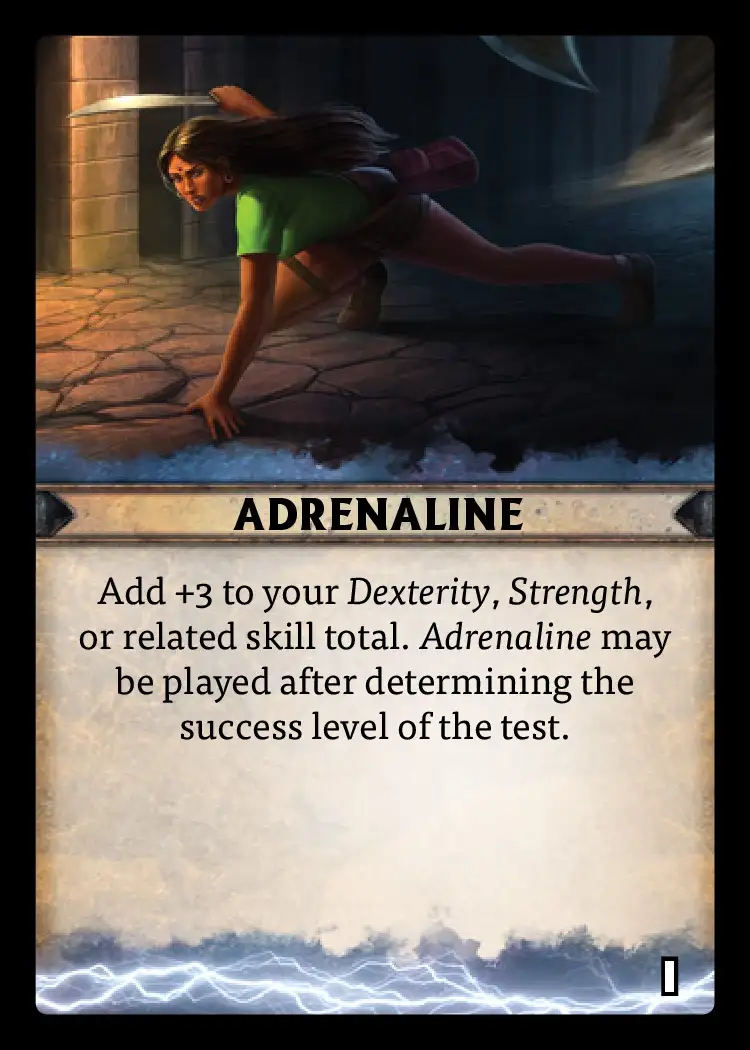 ADRENALINE
Add +3 to your Dexterity, Strength,
or related skill total. Adrenaline may
be played after determining the
success level of the test.